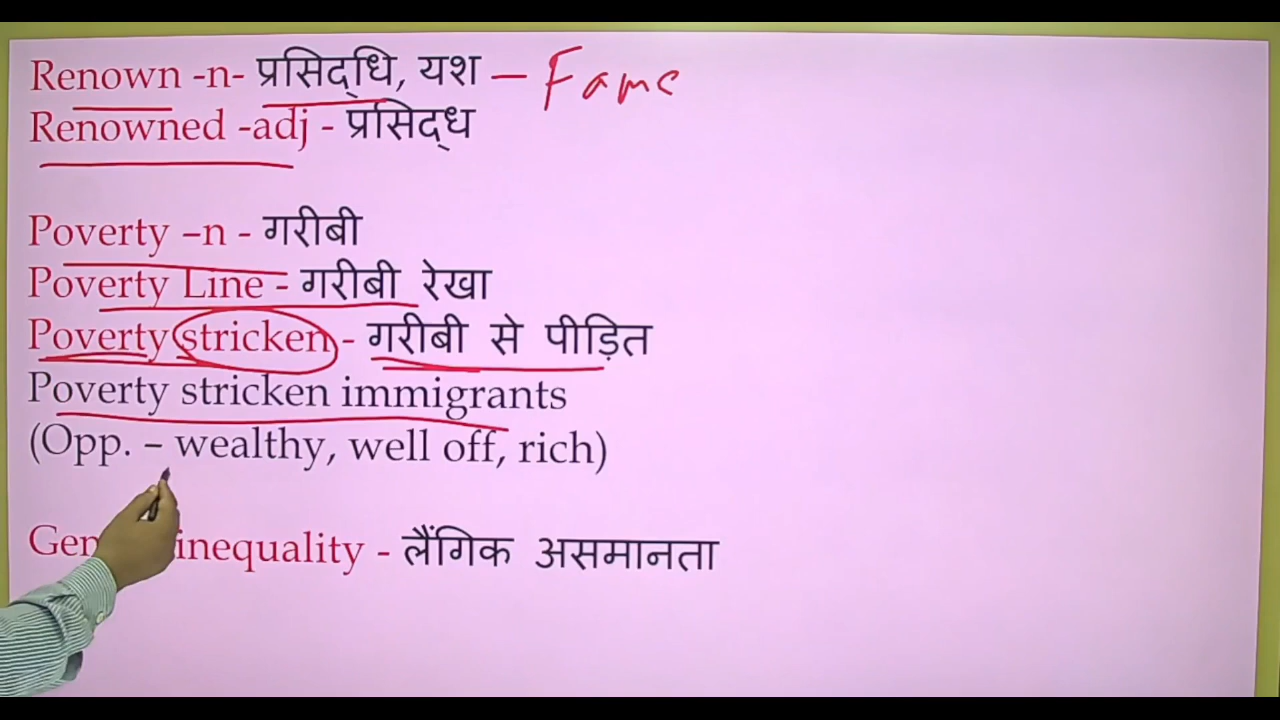 Renown -n- प्रसिद्धि, यश – Fame
Renowned -adj - प्रसिद्ध
Poverty –n - गरीबी
Poverty Line - गरीबी रेखा
Poverty stricken - गरीबी से पीड़ित
Poverty stricken immigrants
(Opp. – wealthy, well off, rich)
inequality - लैंगिक असमानता